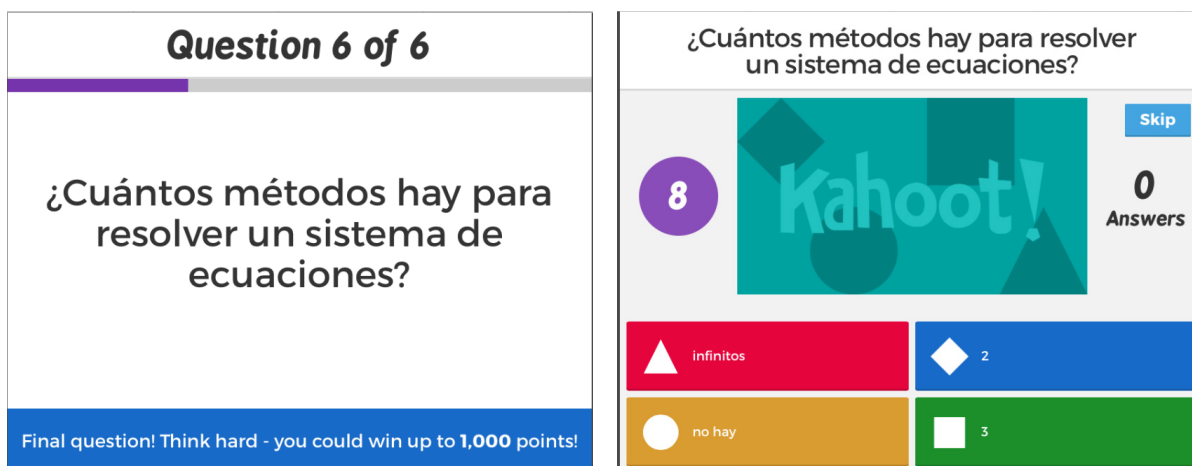 Question 6 of 6
¿Cuántos métodos hay para
resolver un sistema de
ecuaciones?
Final question! Think hard - you could win up to 1,000 points!
¿Cuántos métodos hay para resolver
un sistema de ecuaciones?
Skip
8
Kahoot!
0
Answers
infinitos
2
no hay
3